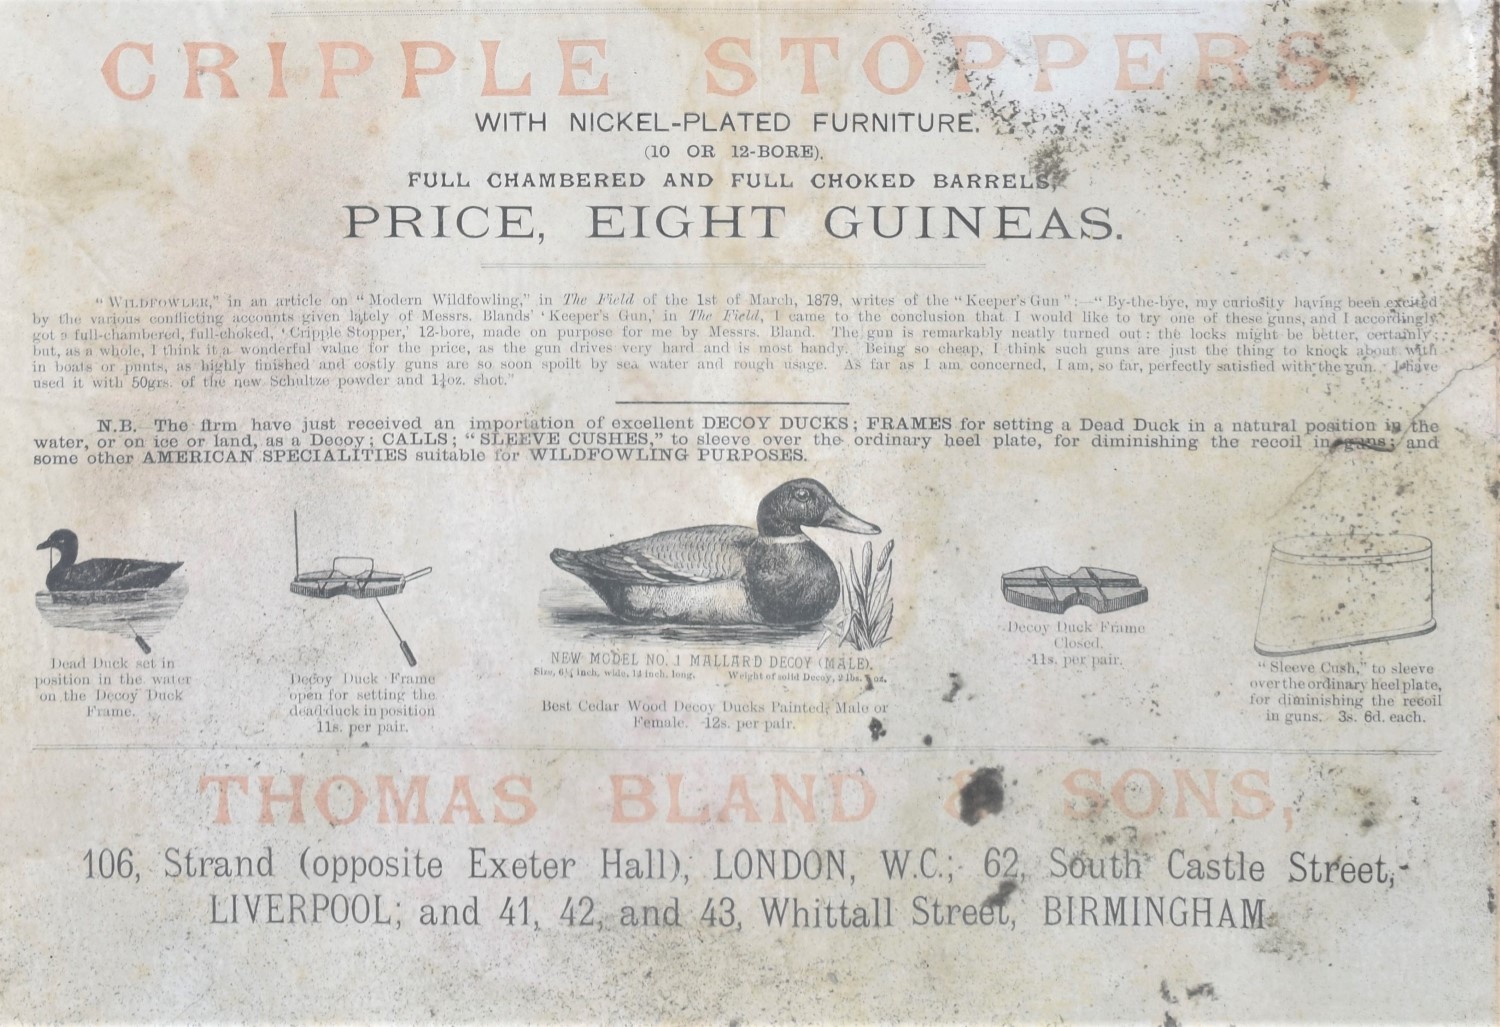 CRIPPLE STOPPERS,
WITH NICKEL-PLATED FURNITURE.
(10 OR 12-BORE).
FULL CHAMBERED AND FULL CHOKED BARRELS,
PRICE, EIGHT GUINEAS.
"WILDFOWLER," in an article on "Modern Wildfowling," in The Field of the 1st of March, 1879, writes of the "Keeper's Gun":—"By-the-bye, my curiosity having been excited
by the various conflicting accounts given lately of Messrs. Blands' 'Keeper's Gun,' in The Field, I came to the conclusion that I would like to try one of these guns, and I accordingly
got a full-chambered, full-choked, 'Cripple Stopper,' 12-bore, made on purpose for me by Messrs. Bland. The gun is remarkably neatly turned out: the locks might be better, certainly;
but, as a whole, I think it a wonderful value for the price, as the gun drives very hard and is most handy. Being so cheap, I think such guns are just the thing to knock about with
in boats or punts, as highly finished and costly guns are so soon spoilt by sea water and rough usage. As far as I am concerned, I am, so far, perfectly satisfied with the gun. I have
used it with 50grs. of the new Schultze powder and 1¼oz. shot."
N.B. The firm have just received an importation of excellent DECOY DUCKS; FRAMES for setting a Dead Duck in a natural position in the
water, or on ice or land, as a Decoy; CALLS; "SLEEVE CUSHES," to sleeve over the ordinary heel plate, for diminishing the recoil in guns; and
some other AMERICAN SPECIALITIES suitable for WILDFOWLING PURPOSES.
Dead Duck set in
position in the water
on the Decoy Duck
Frame.
Decoy Duck Frame
open for setting the
dead duck in position
11s. per pair.
NEW MODEL NO. 1 MALLARD DECOY (MALE).
Size, 6¼ inch. wide, 14 inch. long. Weight of solid Decoy, 2 lbs. oz.
Best Cedar Wood Decoy Ducks Painted, Male or
Female. 12s. per pair.
Decoy Duck Frame
Closed.
11s. per pair.
"Sleeve Cush," to sleeve
over the ordinary heel plate,
for diminishing the recoil
in guns. 3s. 6d. each.
THOMAS BLAND & SONS,
106, Strand (opposite Exeter Hall), LONDON, W.C.; 62, South Castle Street,
LIVERPOOL; and 41, 42, and 43, Whittall Street, BIRMINGHAM